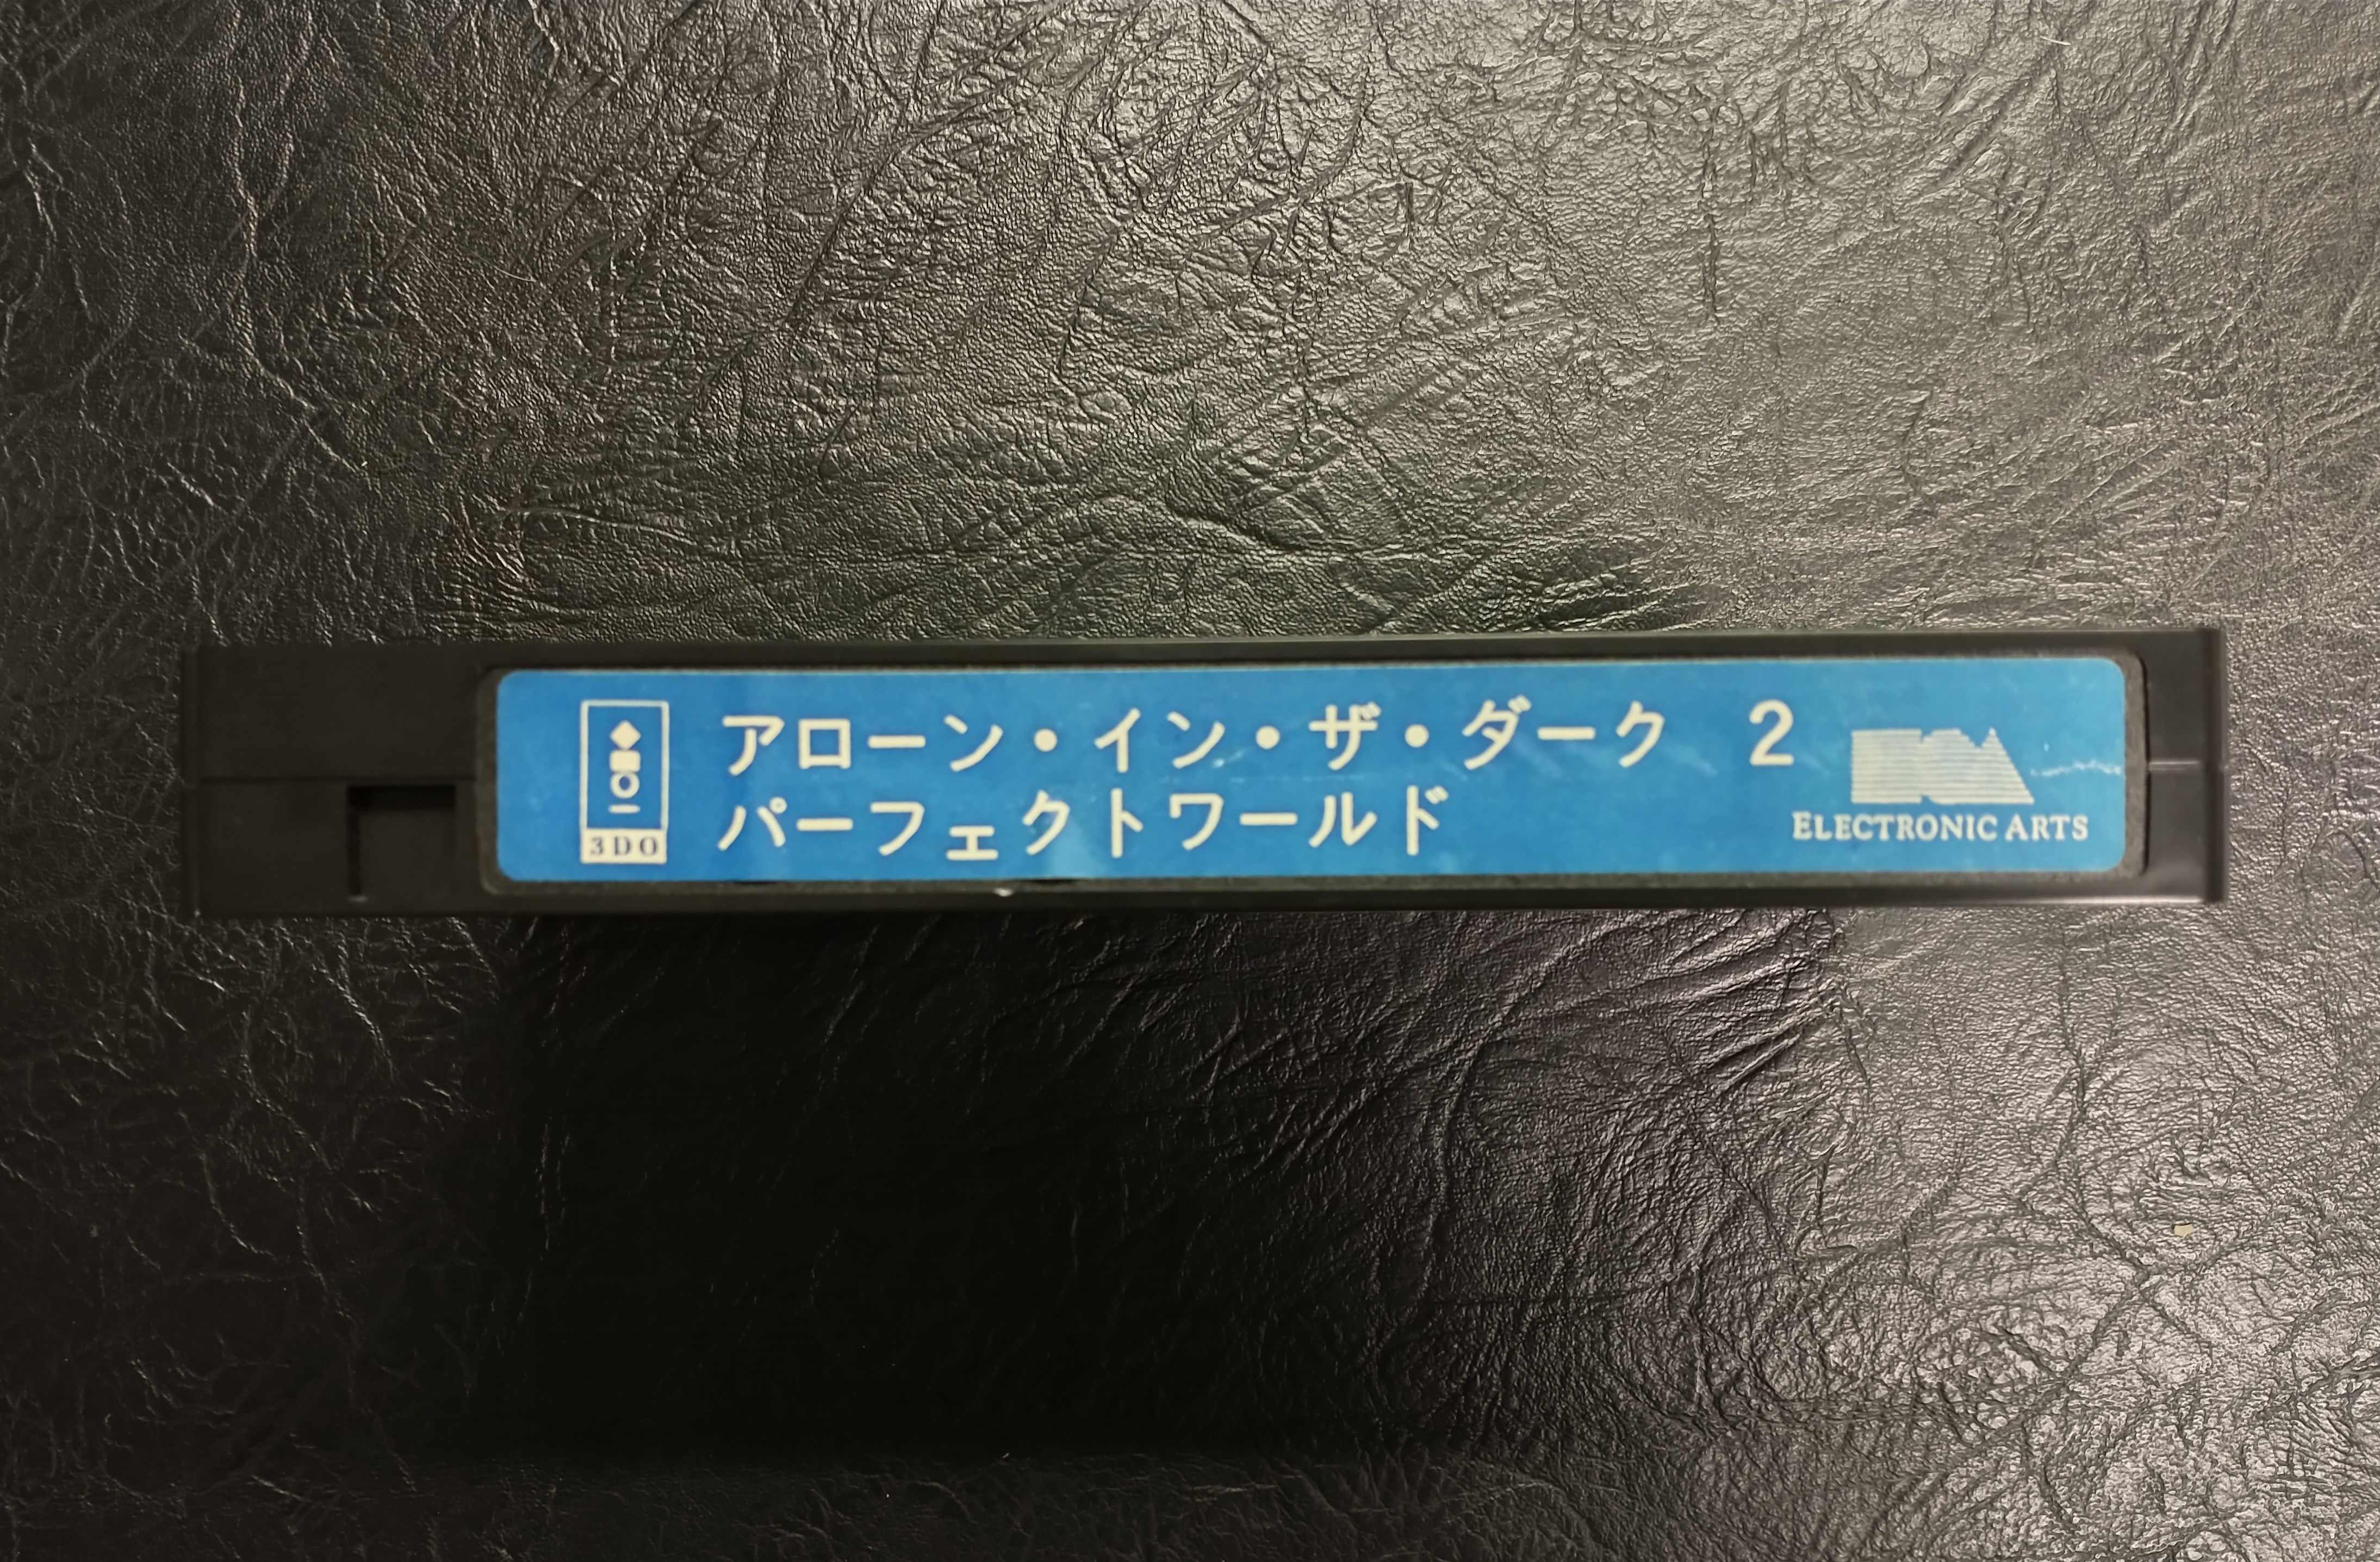 アローン・イン・ザ・ダーク 2
パーフェクトワールド
3DO
EA
ELECTRONIC ARTS